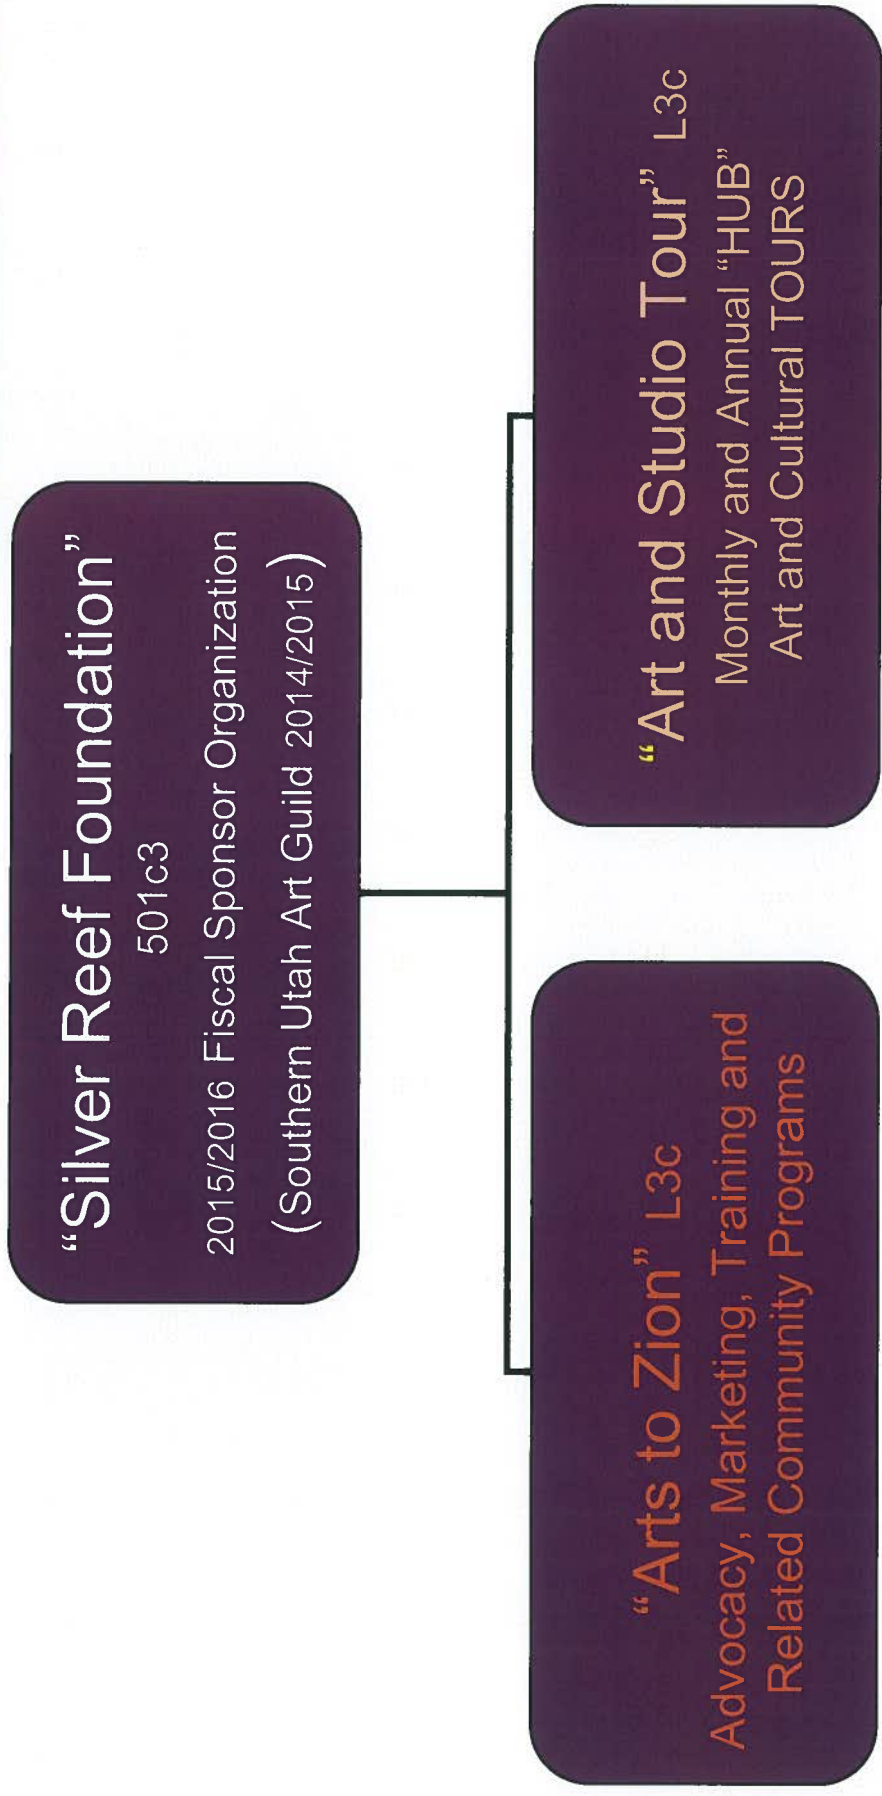 “Silver Reef Foundation”
501c3
2015/2016 Fiscal Sponsor Organization
(Southern Utah Art Guild 2014/2015)
“Arts to Zion” L3c
Advocacy, Marketing, Training and
Related Community Programs
“Art and Studio Tour” L3c
Monthly and Annual “HUB”
Art and Cultural TOURS